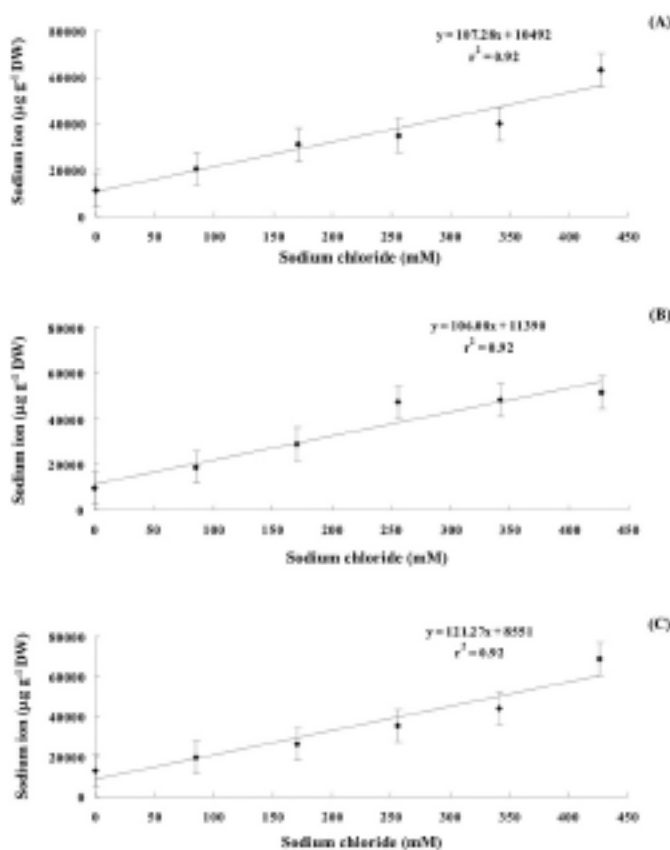 (A)
y = 107.28x + 10492
r² = 0.92
Sodium ion (µg g⁻¹ DW)
80000
60000
40000
20000
0
0 50 100 150 200 250 300 350 400 450
Sodium chloride (mM)
(B)
y = 106.08x + 11390
r² = 0.92
Sodium ion (µg g⁻¹ DW)
80000
60000
40000
20000
0
0 50 100 150 200 250 300 350 400 450
Sodium chloride (mM)
(C)
y = 121.27x + 8551
r² = 0.92
Sodium ion (µg g⁻¹ DW)
80000
60000
40000
20000
0
0 50 100 150 200 250 300 350 400 450
Sodium chloride (mM)